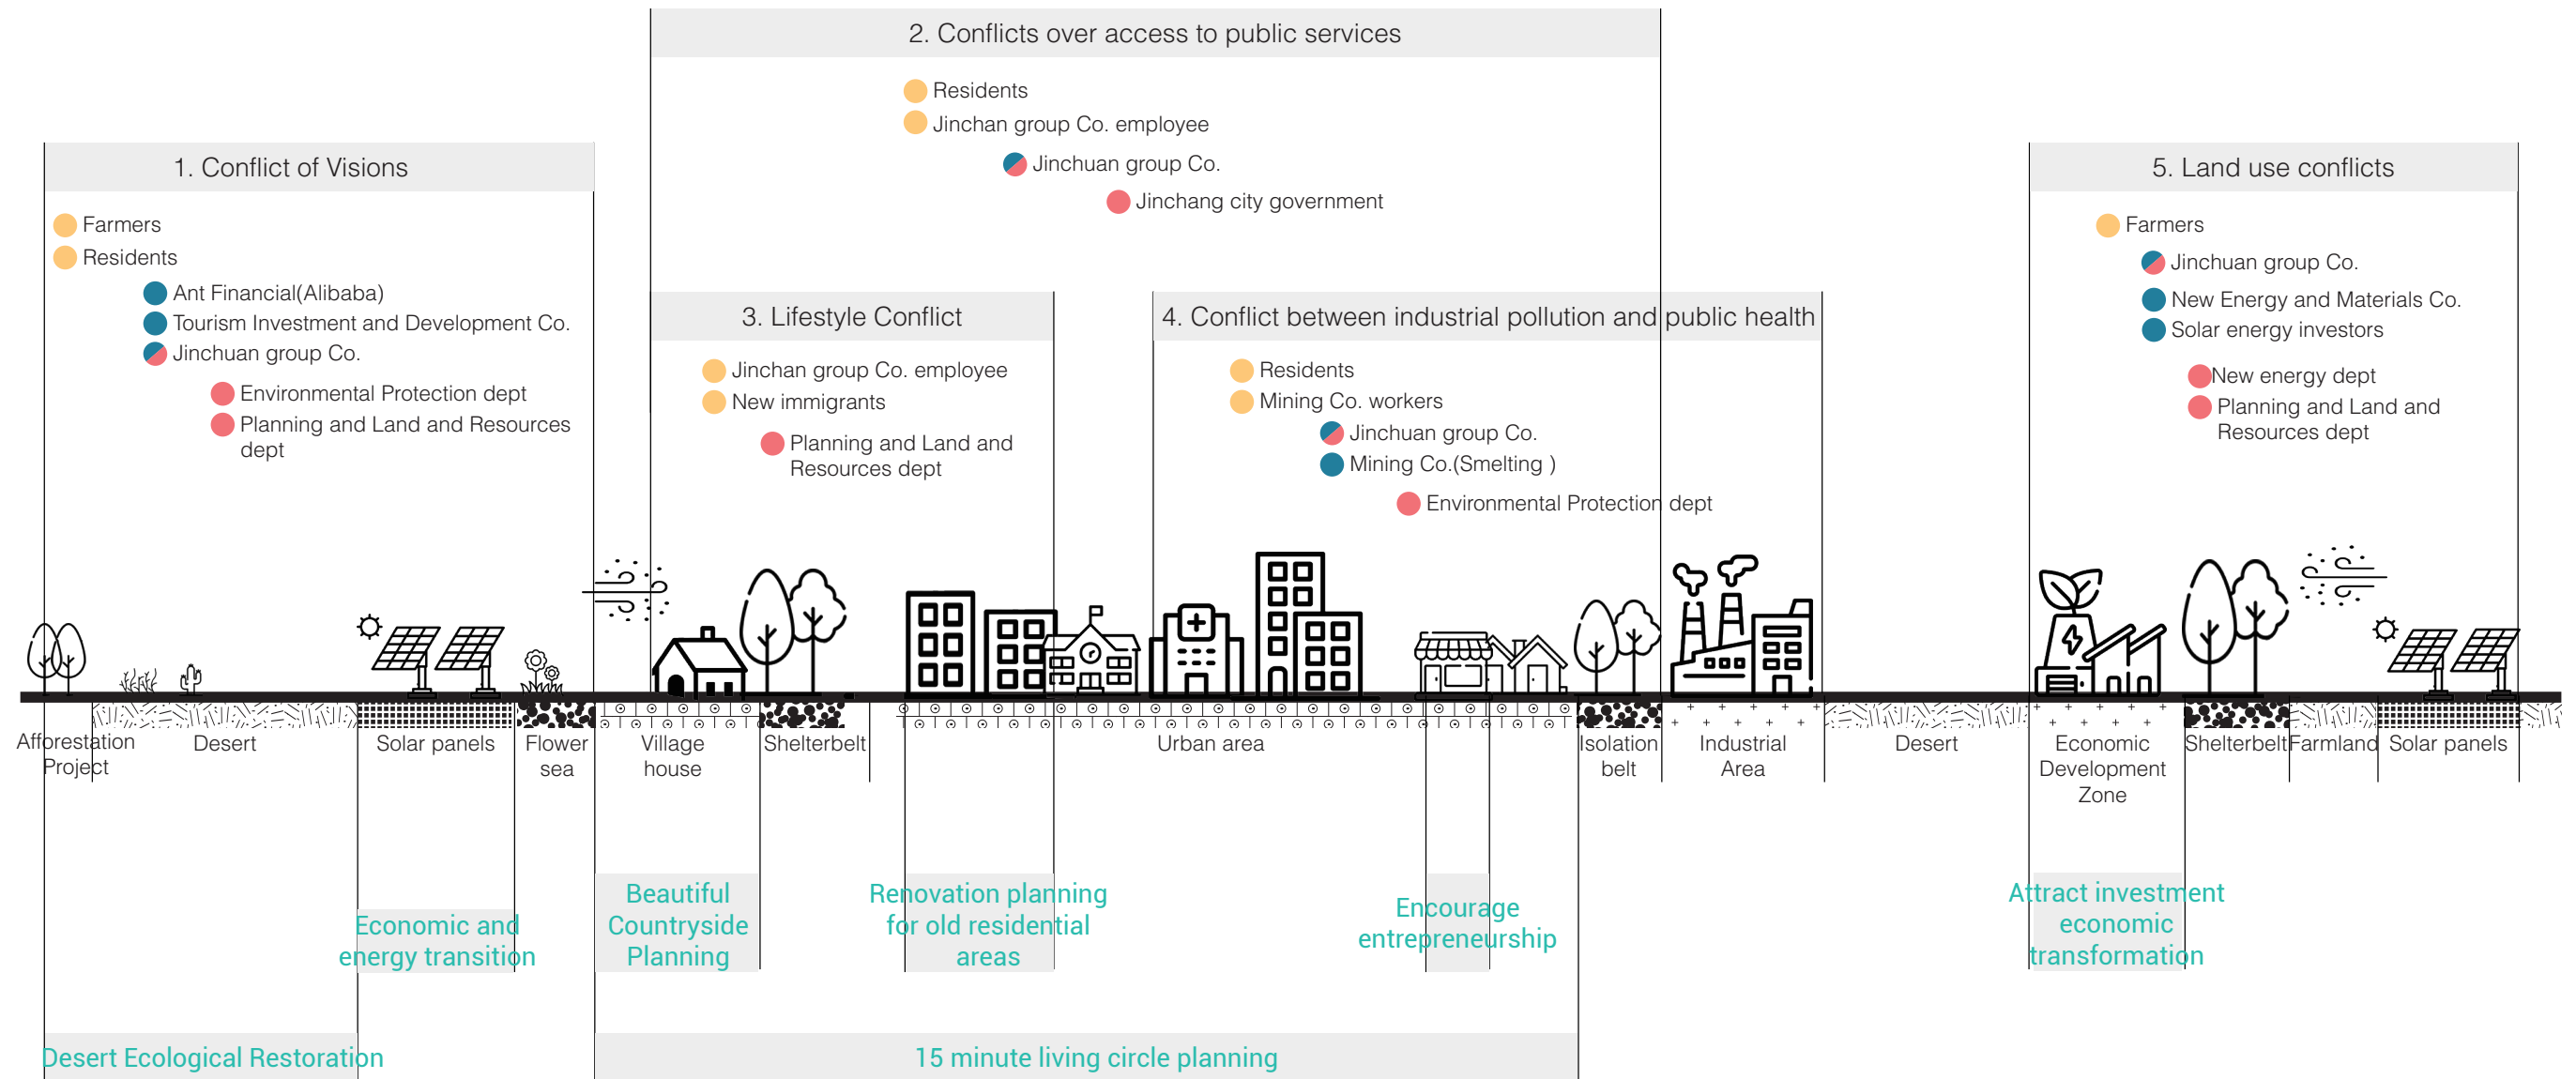 2. Conflicts over access to public services
Residents
Jinchan group Co. employee
Jinchuan group Co.
Jinchang city government
1. Conflict of Visions
Farmers
Residents
Ant Financial(Alibaba)
Tourism Investment and Development Co.
Jinchuan group Co.
Environmental Protection dept
Planning and Land and Resources
dept
3. Lifestyle Conflict
Jinchan group Co. employee
New immigrants
Planning and Land and
Resources dept
4. Conflict between industrial pollution and public health
Residents
Mining Co. workers
Jinchuan group Co.
Mining Co.(Smelting )
Environmental Protection dept
5. Land use conflicts
Farmers
Jinchuan group Co.
New Energy and Materials Co.
Solar energy investors
New energy dept
Planning and Land and
Resources dept
Afforestation
Project
Desert
Solar panels
Flower
sea
Village
house
Shelterbelt
Urban area
Isolation
belt
Industrial
Area
Desert
Economic
Development
Zone
Shelterbelt
Farmland
Solar panels
Economic and
energy transition
Beautiful
Countryside
Planning
Renovation planning
for old residential
areas
Encourage
entrepreneurship
Attract investment
economic
transformation
Desert Ecological Restoration
15 minute living circle planning